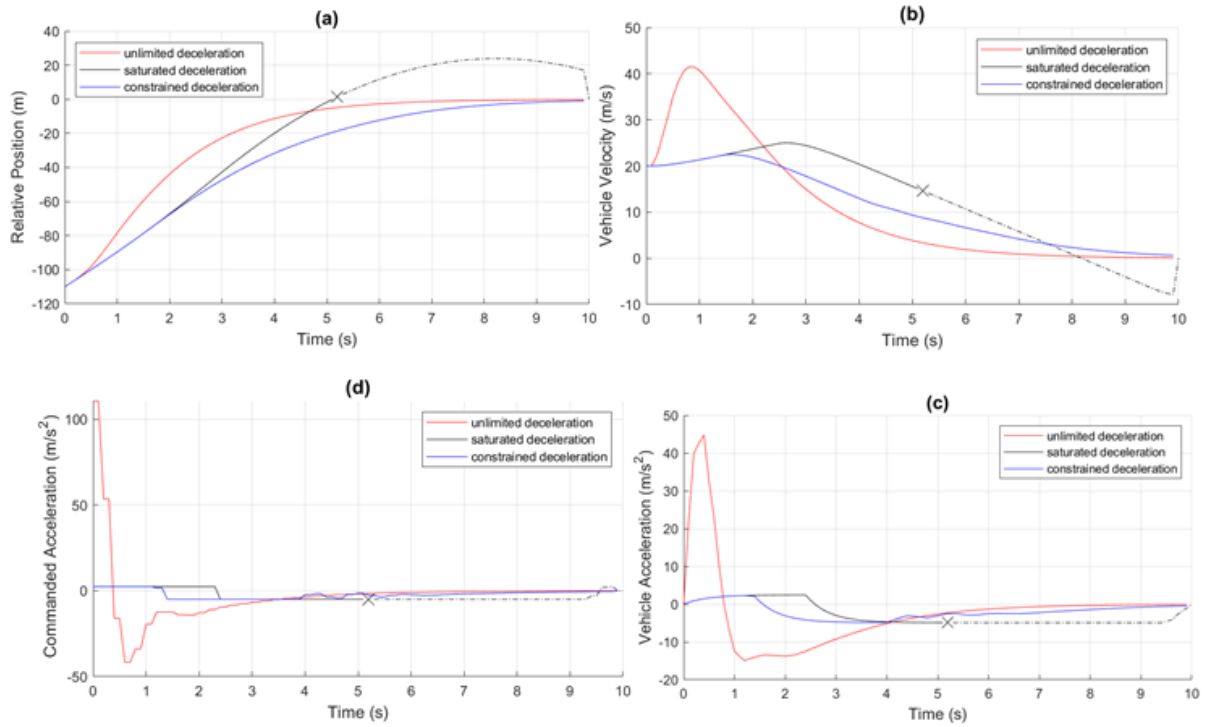 (a)
Relative Position (m)
40
20
0
-20
-40
-60
-80
-100
-120
unlimited deceleration
saturated deceleration
constrained deceleration
0 1 2 3 4 5 6 7 8 9 10
Time (s)
(b)
Vehicle Velocity (m/s)
50
40
30
20
10
0
-10
unlimited deceleration
saturated deceleration
constrained deceleration
0 1 2 3 4 5 6 7 8 9 10
Time (s)
(d)
Commanded Acceleration (m/s²)
100
50
0
-50
unlimited deceleration
saturated deceleration
constrained deceleration
0 1 2 3 4 5 6 7 8 9 10
Time (s)
(c)
Vehicle Acceleration (m/s²)
50
40
30
20
10
0
-10
-20
unlimited deceleration
saturated deceleration
constrained deceleration
0 1 2 3 4 5 6 7 8 9 10
Time (s)